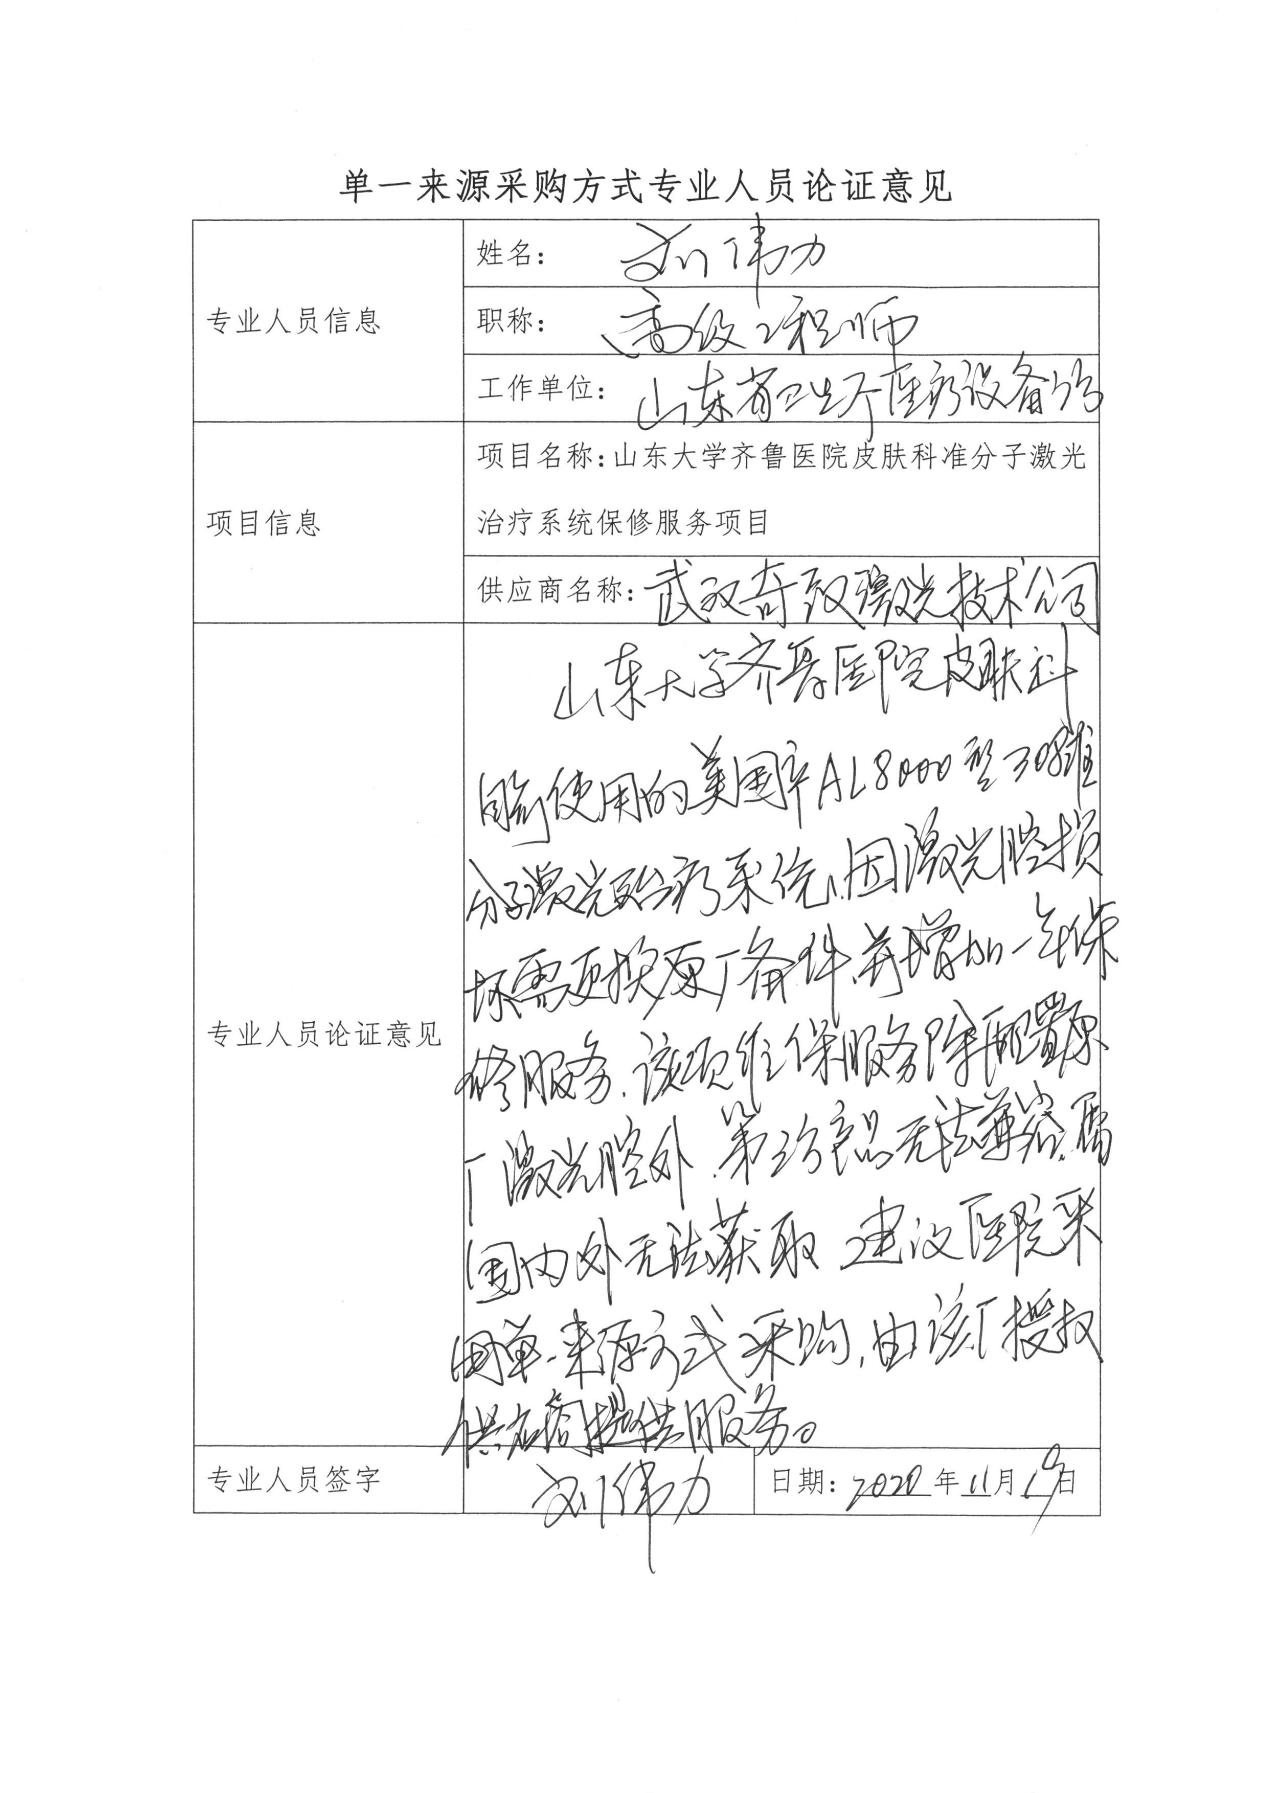 单一来源采购方式专业人员论证意见
专业人员信息
姓名： 刘伟力
职称： 高级工程师
工作单位： 山东省卫生厅医疗设备
项目信息
项目名称：山东大学齐鲁医院皮肤科准分子激光
治疗系统保修服务项目
供应商名称：武汉奇致激光技术公司
专业人员论证意见
山东大学齐鲁医院皮肤科
目前使用的美国产AL8000型308准
分子激光治疗系统、因激光腔损
坏需更换原厂备件，并增加一年保
修服务．该项维保服务除配置原
厂激光腔外．第三方产品无法兼容．
国内外无法获取 建议医院采
用单一来源方式采购，由该厂授权
供应商提供服务。
专业人员签字
刘伟力
日期：2020年11月19日